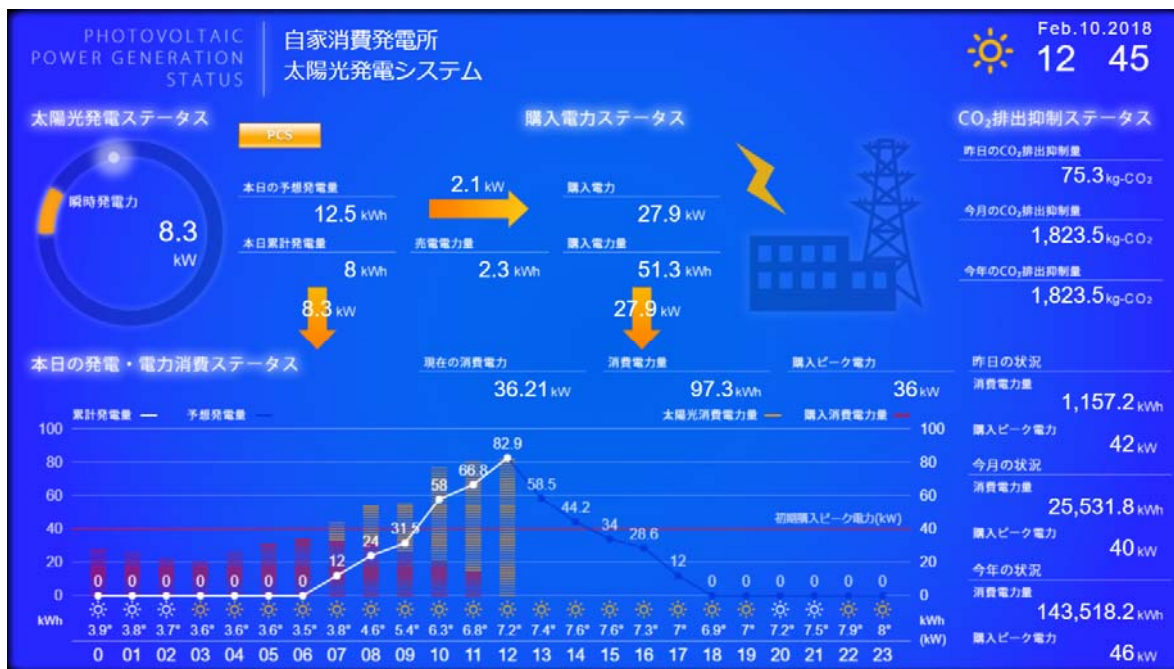 PHOTOVOLTAIC
POWER GENERATION
STATUS
自家消費発電所
太陽光発電システム
Feb.10.2018
12 45
太陽光発電ステータス
PCS
瞬時発電力
8.3
kW
本日の予想発電量
12.5 kWh
本日累計発電量
8 kWh
8.3 kW
2.1 kW
売電電力量
2.3 kWh
購入電力ステータス
購入電力
27.9 kW
購入電力量
51.3 kWh
27.9 kW
CO₂排出抑制ステータス
昨日のCO₂排出抑制量
75.3 kg-CO₂
今月のCO₂排出抑制量
1,823.5 kg-CO₂
今年のCO₂排出抑制量
1,823.5 kg-CO₂
本日の発電・電力消費ステータス
現在の消費電力
36.21 kW
消費電力量
97.3 kWh
購入ピーク電力
36 kW
累計発電量 予想発電量 太陽光消費電力量 購入消費電力量
100 80 60 40 20 0
kWh
初期購入ピーク電力(kW)
0 0 0 0 0 0 0 12 24 31.5 58 66.8 82.9 58.5 44.2 34 28.6 12 0 0 0 0 0 0
100 80 60 40 20 0
kWh
(kW)
3.9° 3.8° 3.7° 3.6° 3.6° 3.6° 3.5° 3.8° 4.6° 5.4° 6.3° 6.8° 7.2° 7.4° 7.6° 7.6° 7.3° 7° 6.9° 7° 7.2° 7.5° 7.9° 8°
0 01 02 03 04 05 06 07 08 09 10 11 12 13 14 15 16 17 18 19 20 21 22 23
昨日の状況
消費電力量
1,157.2 kWh
購入ピーク電力
42 kW
今月の状況
消費電力量
25,531.8 kWh
購入ピーク電力
40 kW
今年の状況
消費電力量
143,518.2 kWh
購入ピーク電力
46 kW